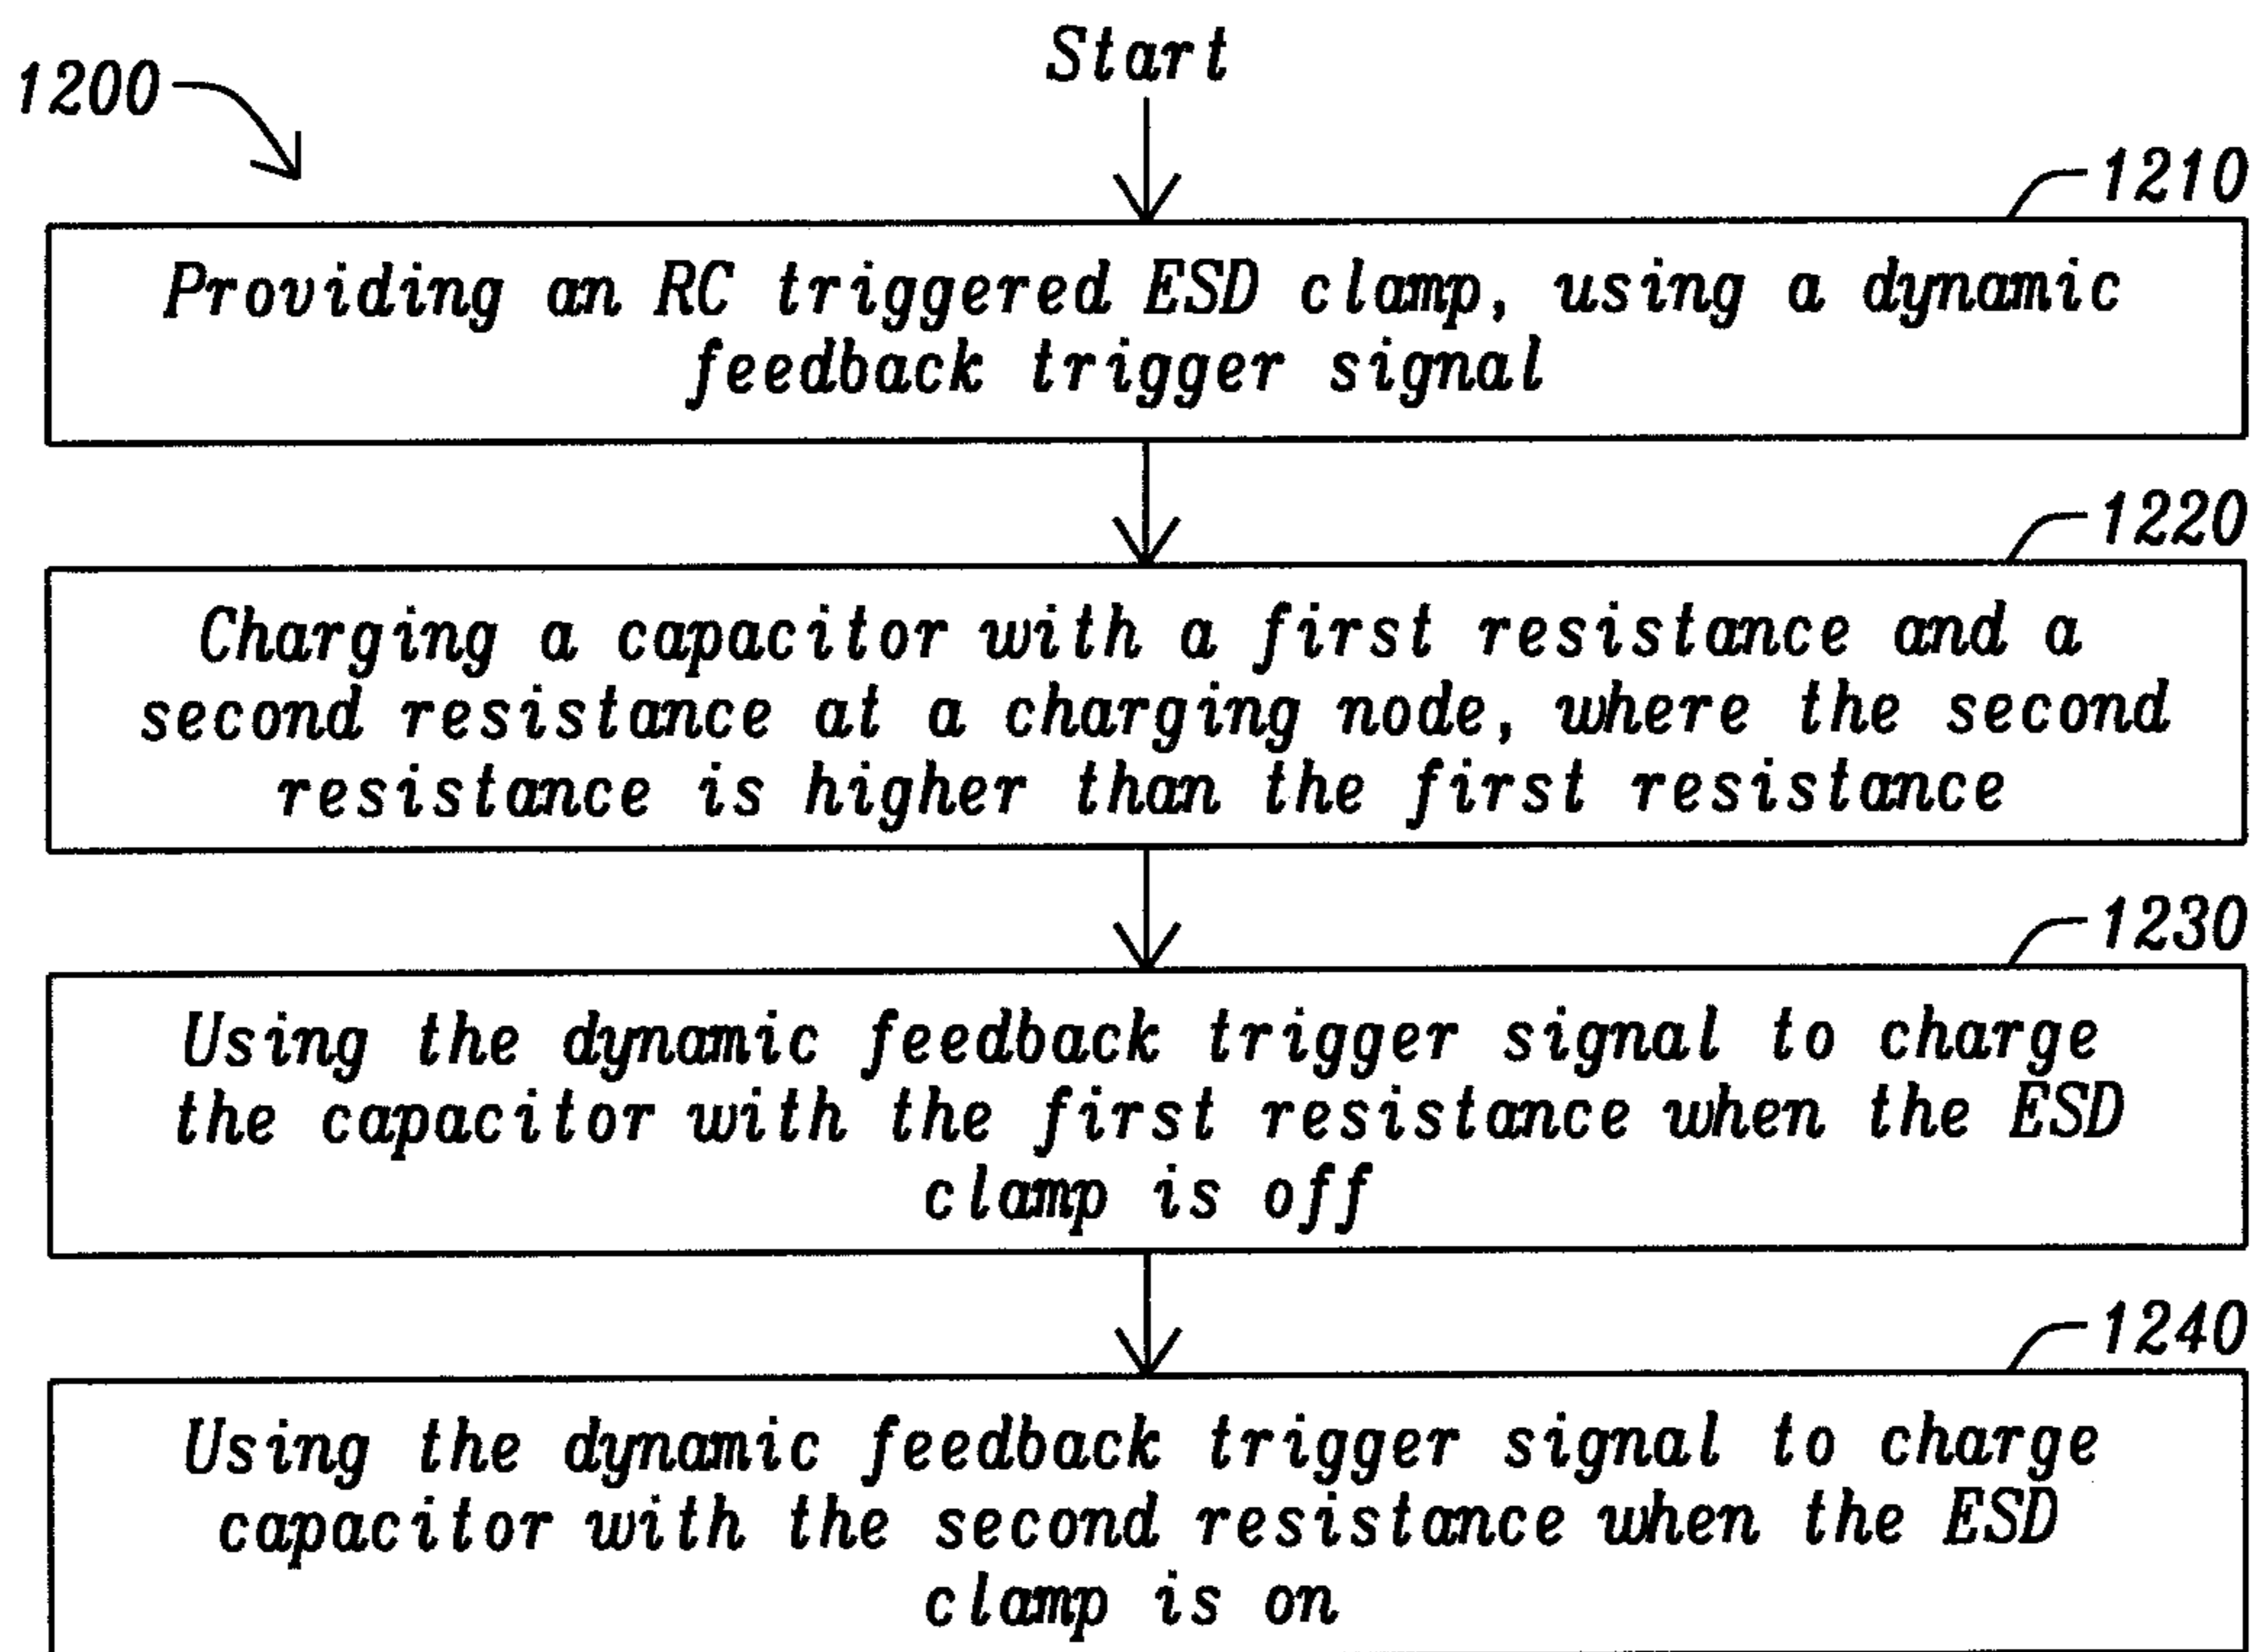 Start
1200
1210
Providing an RC triggered ESD clamp, using a dynamic
feedback trigger signal
1220
Charging a capacitor with a first resistance and a
second resistance at a charging node, where the second
resistance is higher than the first resistance
1230
Using the dynamic feedback trigger signal to charge
the capacitor with the first resistance when the ESD
clamp is off
1240
Using the dynamic feedback trigger signal to charge
capacitor with the second resistance when the ESD
clamp is on